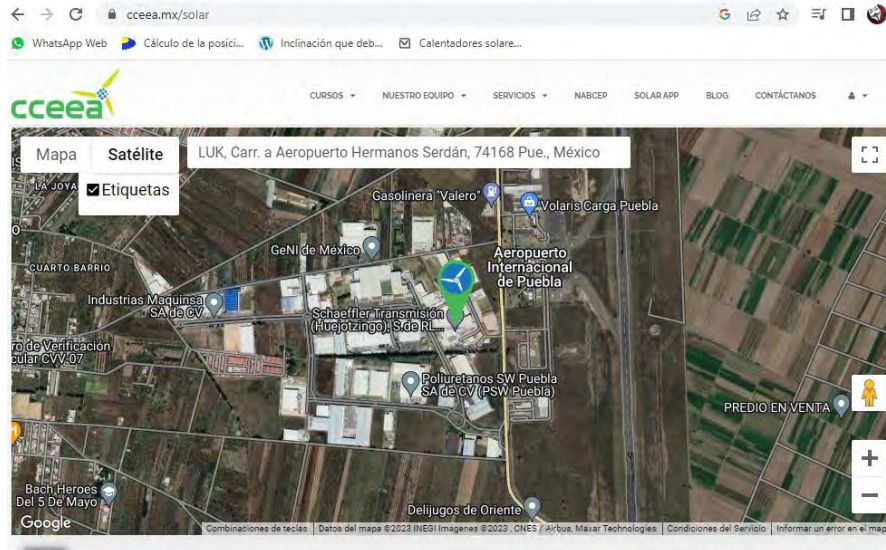 cceea.mx/solar
WhatsApp Web
Cálculo de la posici...
Inclinación que deb...
Calentadores solare...
cceea
CURSOS
NUESTRO EQUIPO
SERVICIOS
NABCEP
SOLAR APP
BLOG
CONTÁCTANOS
Mapa
Satélite
LUK, Carr. a Aeropuerto Hermanos Serdán, 74168 Pue., México
Etiquetas
LA JOYA
Gasolinera "Valero"
Volaris Carga Puebla
GeNI de México
Aeropuerto
Internacional
de Puebla
CUARTO BARRIO
Industrias Maquinsa
SA de CV
Schaeffler Transmisión
(Huejotzingo), S.de RL...
ro de Verificación
cular CVV-07
Poliuretanos SW Puebla
SA de CV (PSW Puebla)
PREDIO EN VENTA
Bach Heroes
Del 5 De Mayo
Delijugos de Oriente
Google
Combinaciones de teclas
Datos del mapa ©2023 INEGI Imágenes ©2023 , CNES / Airbus, Maxar Technologies
Condiciones del Servicio
Informar un error en el map